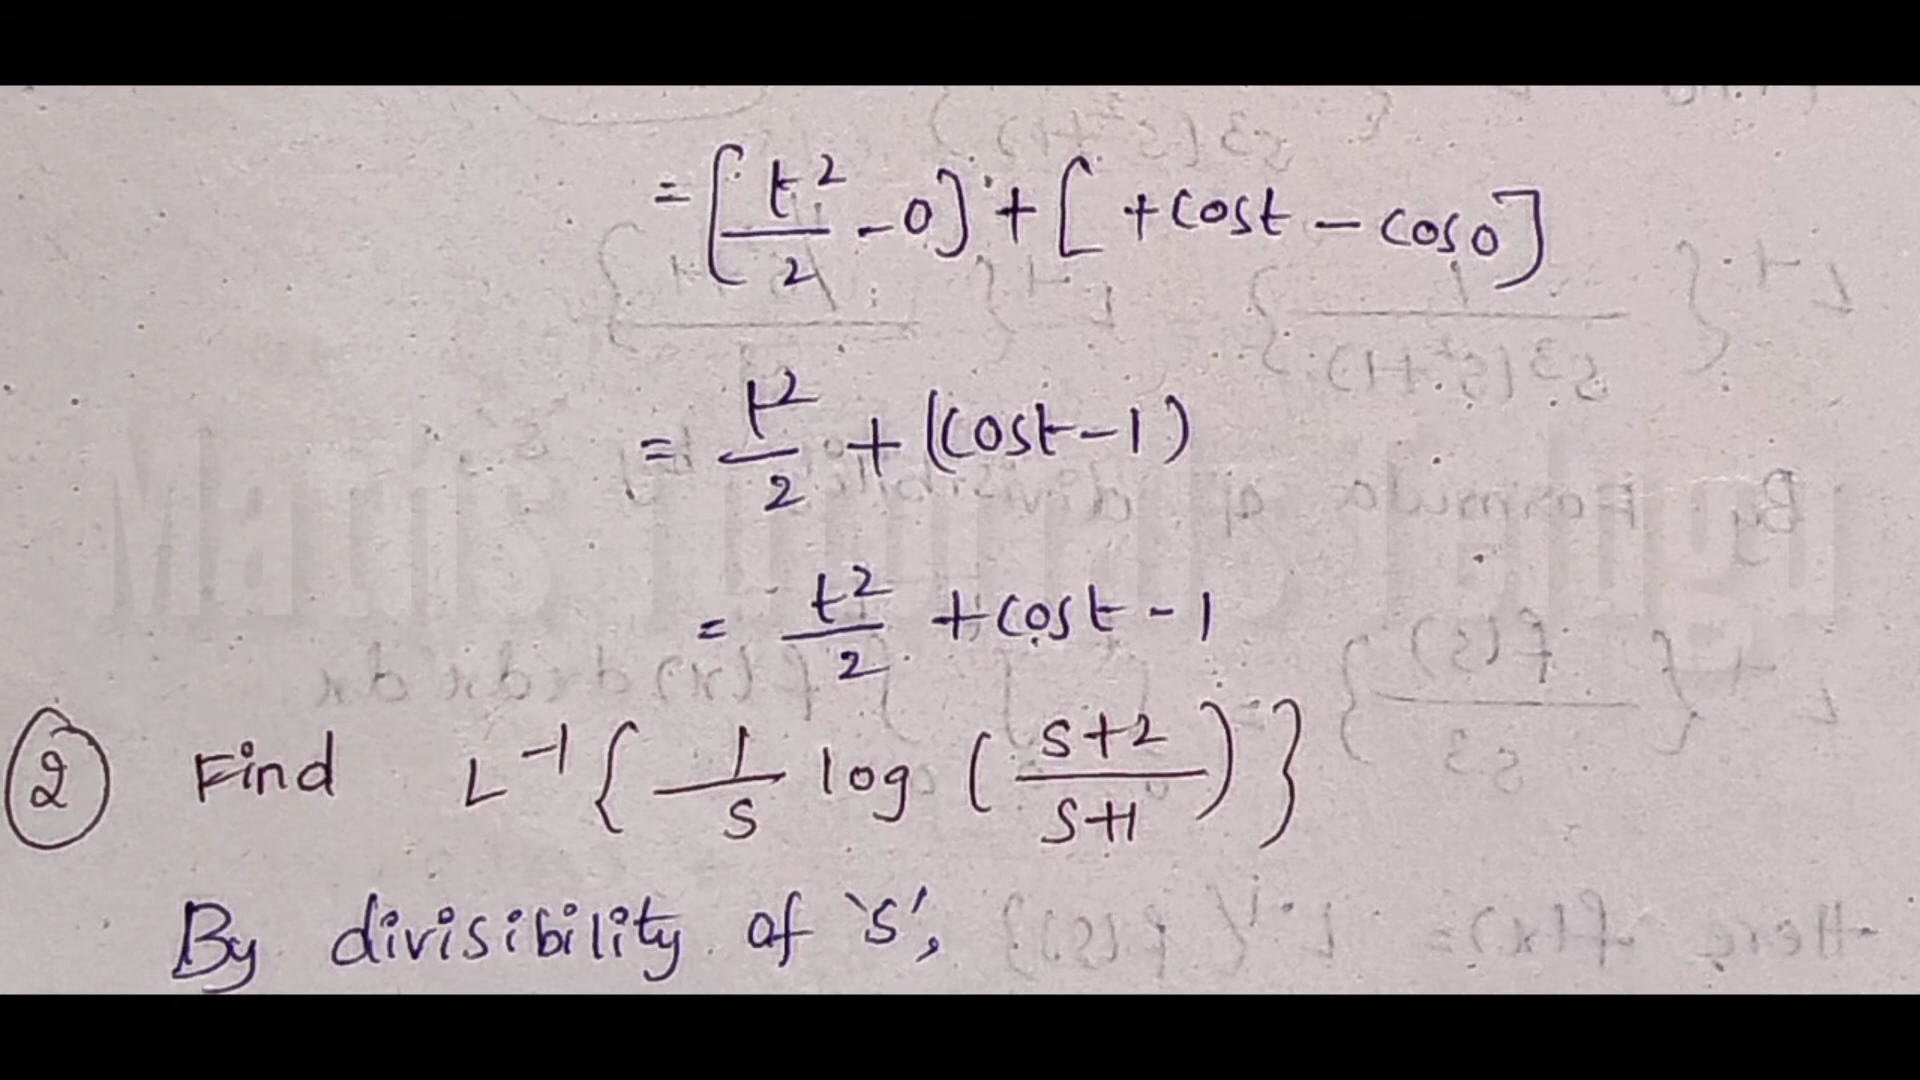 = [t²/2 - 0] + [+cost - cos0]
= t²/2 + (cost - 1)
= t²/2 + cost - 1
② Find L⁻¹{1/s log (s+2/s+1)}
By divisibility of 's',